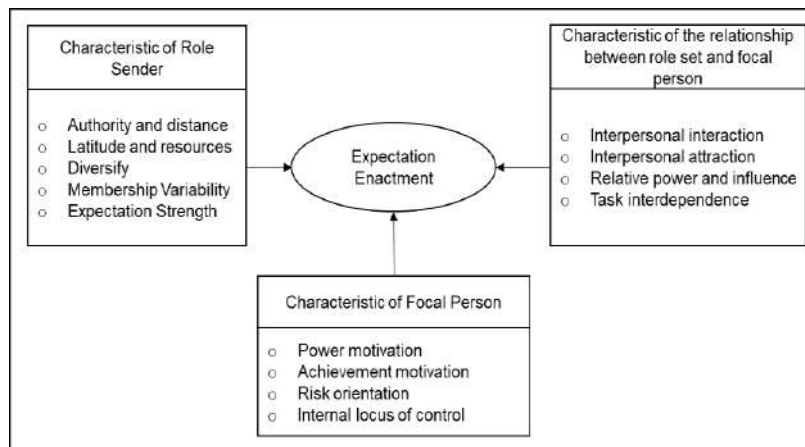 Characteristic of Role
Sender
o Authority and distance
o Latitude and resources
o Diversify
o Membership Variability
o Expectation Strength
Expectation
Enactment
Characteristic of the relationship
between role set and focal
person
o Interpersonal interaction
o Interpersonal attraction
o Relative power and influence
o Task interdependence
Characteristic of Focal Person
o Power motivation
o Achievement motivation
o Risk orientation
o Internal locus of control